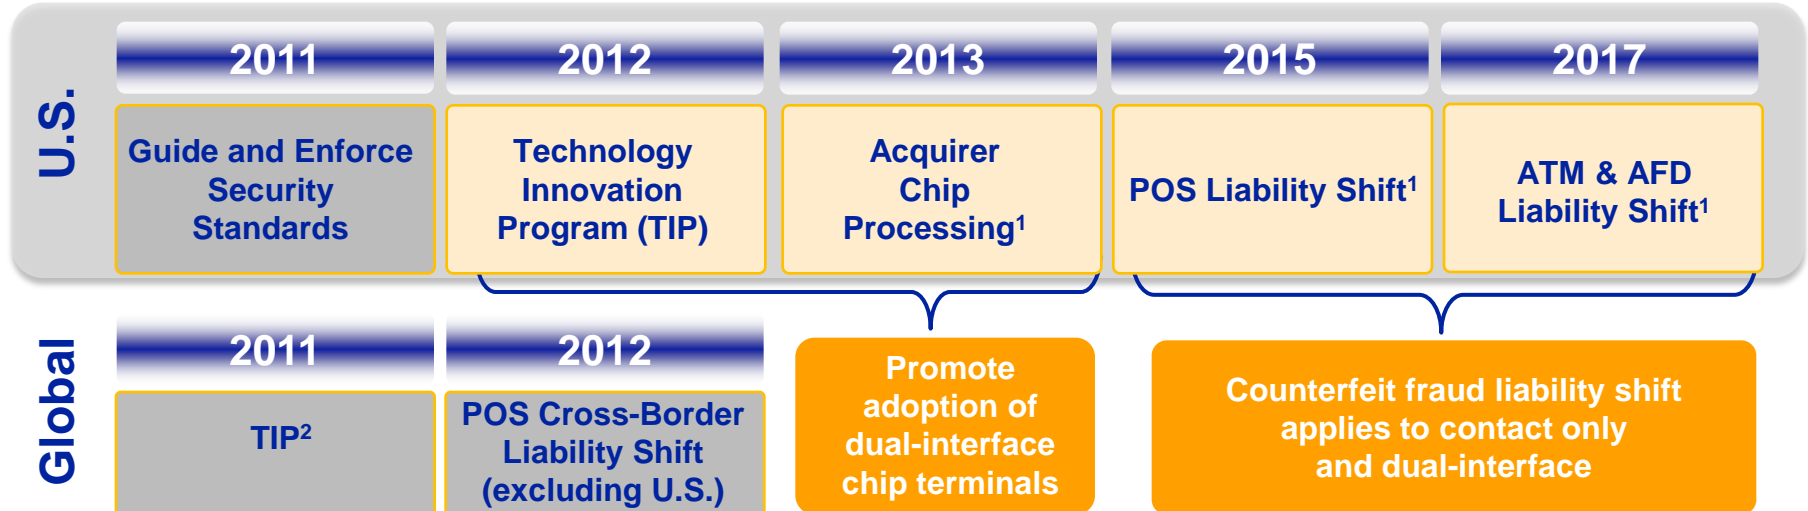 U.S.
2011
2012
2013
2015
2017
Guide and Enforce
Security
Standards
Technology
Innovation
Program (TIP)
Acquirer
Chip
Processing¹
POS Liability Shift¹
ATM & AFD
Liability Shift¹
Global
2011
2012
TIP²
POS Cross-Border
Liability Shift
(excluding U.S.)
Promote
adoption of
dual-interface
chip terminals
Counterfeit fraud liability shift
applies to contact only
and dual-interface